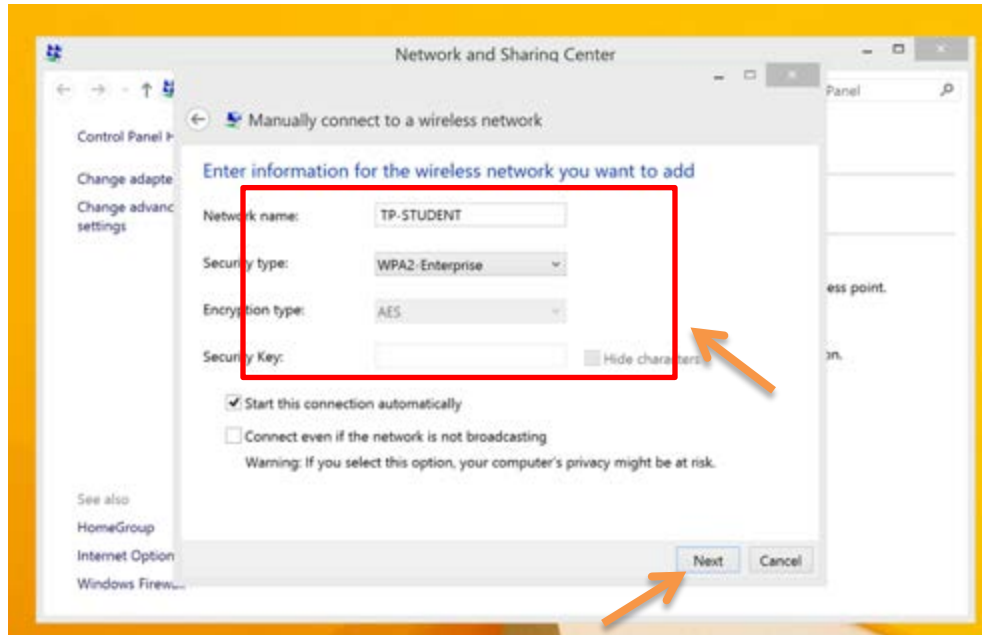 Network and Sharing Center
Panel
Manually connect to a wireless network
Control Panel H
Enter information for the wireless network you want to add
Change adapte
Change advanc
settings
Network name: TP-STUDENT
Security type: WPA2-Enterprise
ess point.
Encryption type: AES
Security Key: Hide characters
on.
Start this connection automatically
Connect even if the network is not broadcasting
Warning: If you select this option, your computer's privacy might be at risk.
See also
HomeGroup
Internet Option
Next Cancel
Windows Firew...